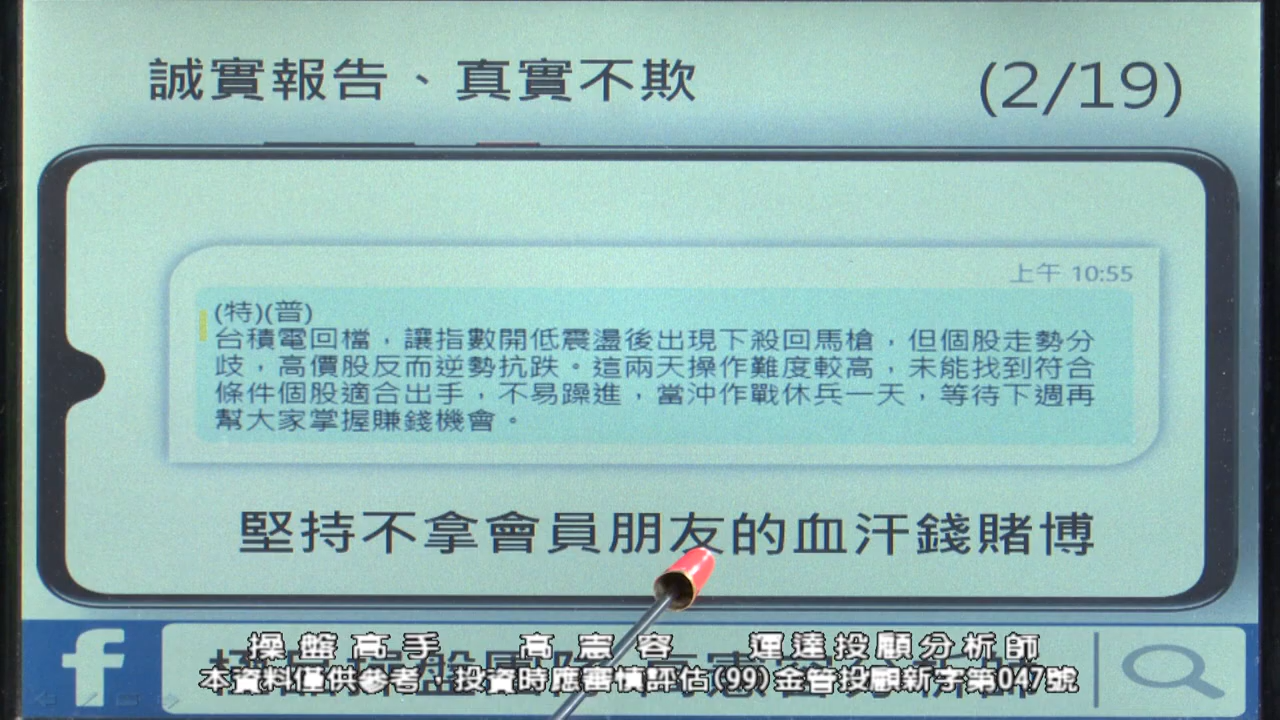 誠實報告、真實不欺
(2/19)
上午 10:55
(特)(普)
台積電回檔，讓指數開低震盪後出現下殺回馬槍，但個股走勢分
歧，高價股反而逆勢抗跌。這兩天操作難度較高，未能找到符合
條件個股適合出手，不易躁進，當沖作戰休兵一天，等待下週再
幫大家掌握賺錢機會。
堅持不拿會員朋友的血汗錢賭博
操盤高手 高憲容 運達投顧分析師
本資料僅供參考，投資時應審慎評估(99)金管投顧新字第047號